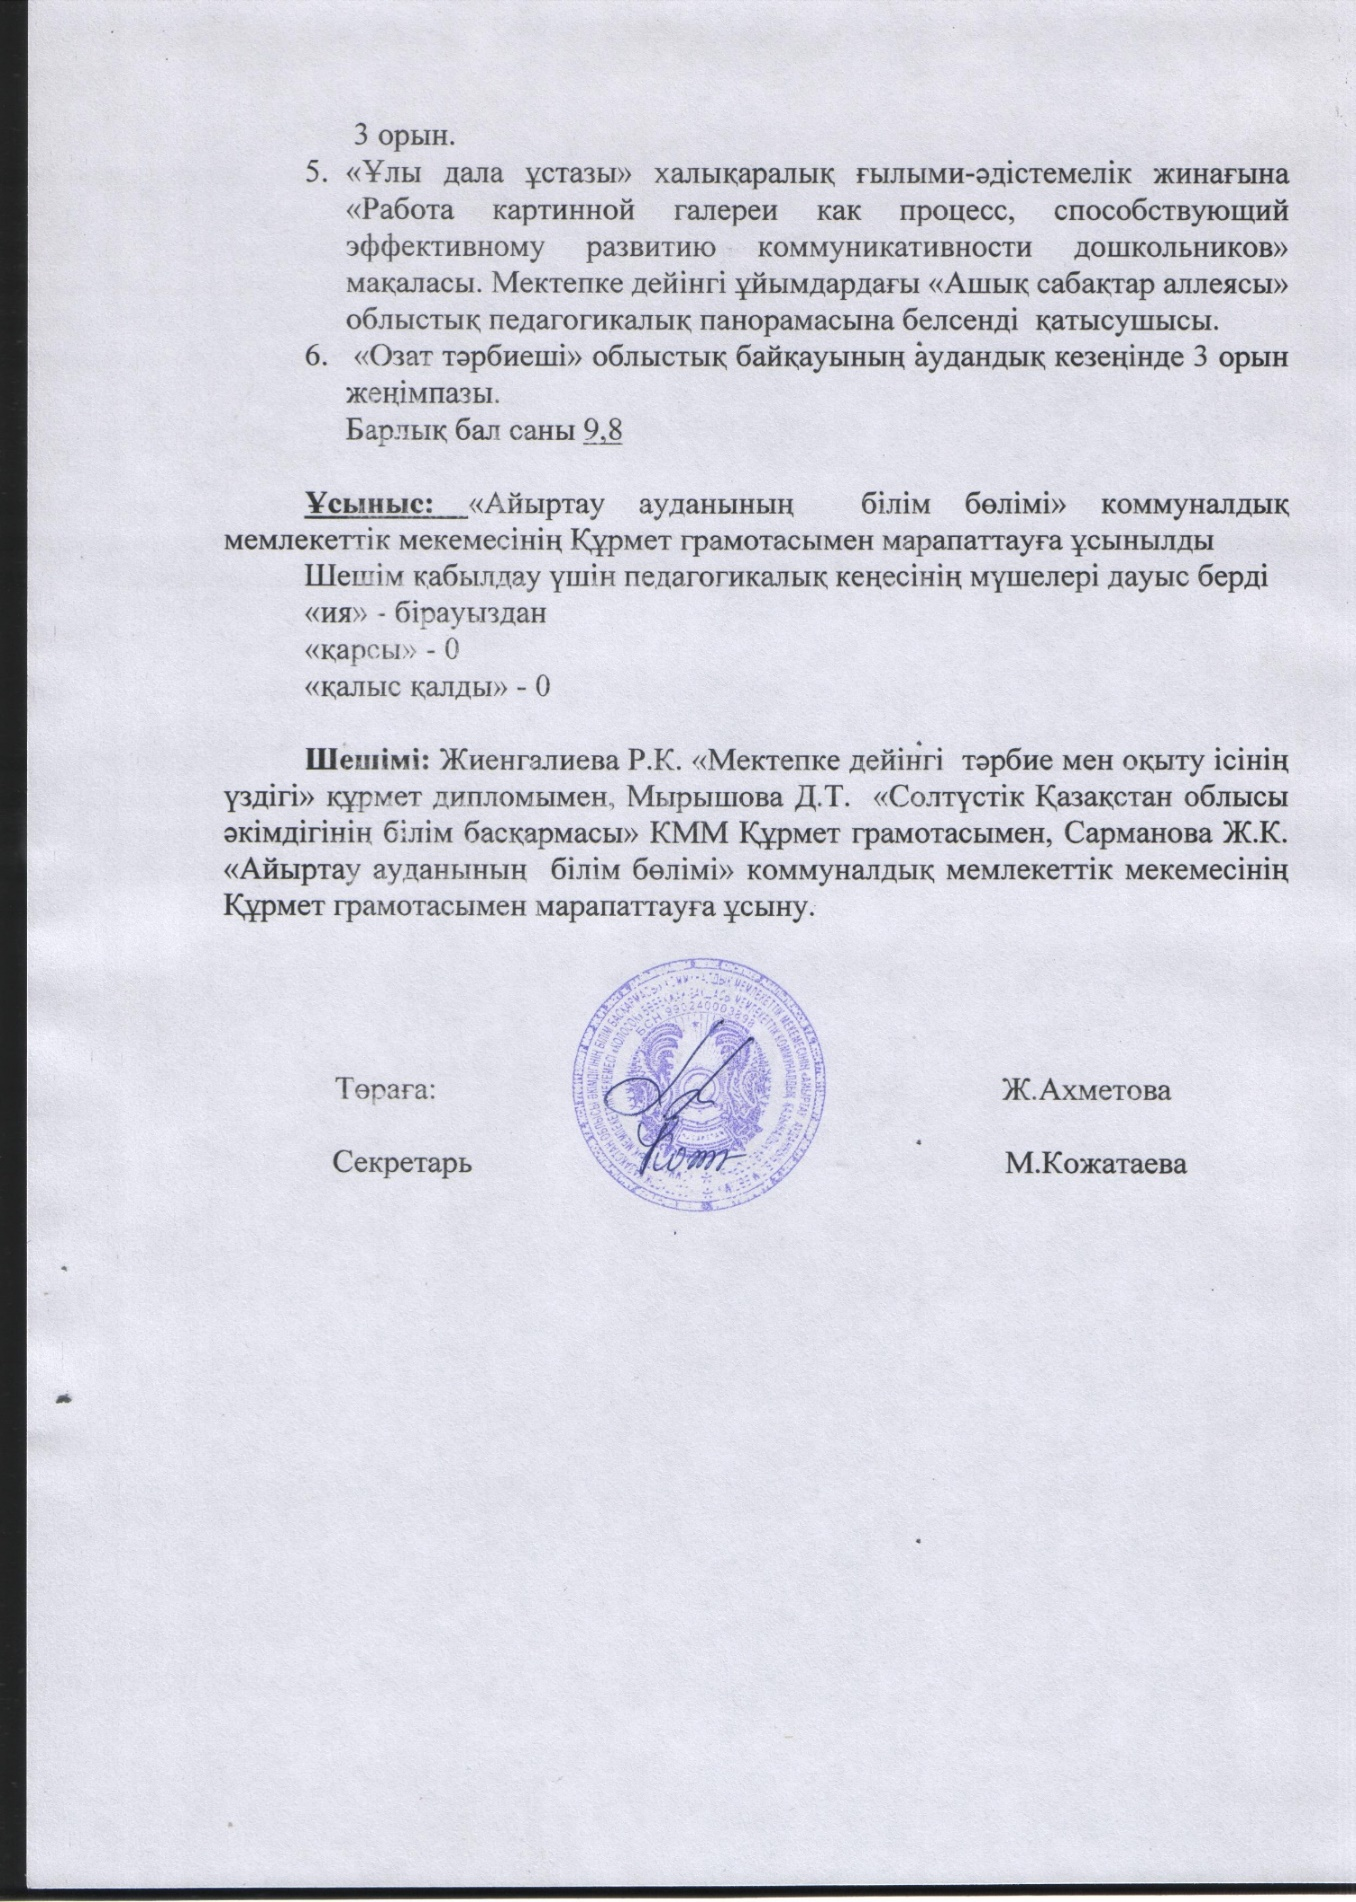 3 орын.
5. «Ұлы дала ұстазы» халықаралық ғылыми-әдістемелік жинағына
«Работа картинной галереи как процесс, способствующий
эффективному развитию коммуникативности дошкольников»
мақаласы. Мектепке дейінгі ұйымдардағы «Ашық сабақтар аллеясы»
облыстық педагогикалық панорамасына белсенді қатысушысы.
6. «Озат тәрбиеші» облыстық байқауының аудандық кезеңінде 3 орын
жеңімпазы.
Барлық бал саны 9,8
Ұсыныс: «Айыртау ауданының білім бөлімі» коммуналдық
мемлекеттік мекемесінің Құрмет грамотасымен марапаттауға ұсынылды
Шешім қабылдау үшін педагогикалық кеңесінің мүшелері дауыс берді
«ия» - бірауыздан
«қарсы» - 0
«қалыс қалды» - 0
Шешімі: Жиенгалиева Р.К. «Мектепке дейінгі тәрбие мен оқыту ісінің
үздігі» құрмет дипломымен, Мырышова Д.Т. «Солтүстік Қазақстан облысы
әкімдігінің білім басқармасы» КММ Құрмет грамотасымен, Сарманова Ж.К.
«Айыртау ауданының білім бөлімі» коммуналдық мемлекеттік мекемесінің
Құрмет грамотасымен марапаттауға ұсыну.
БСН 990240003898
Төраға: Ж.Ахметова
Секретарь М.Кожатаева